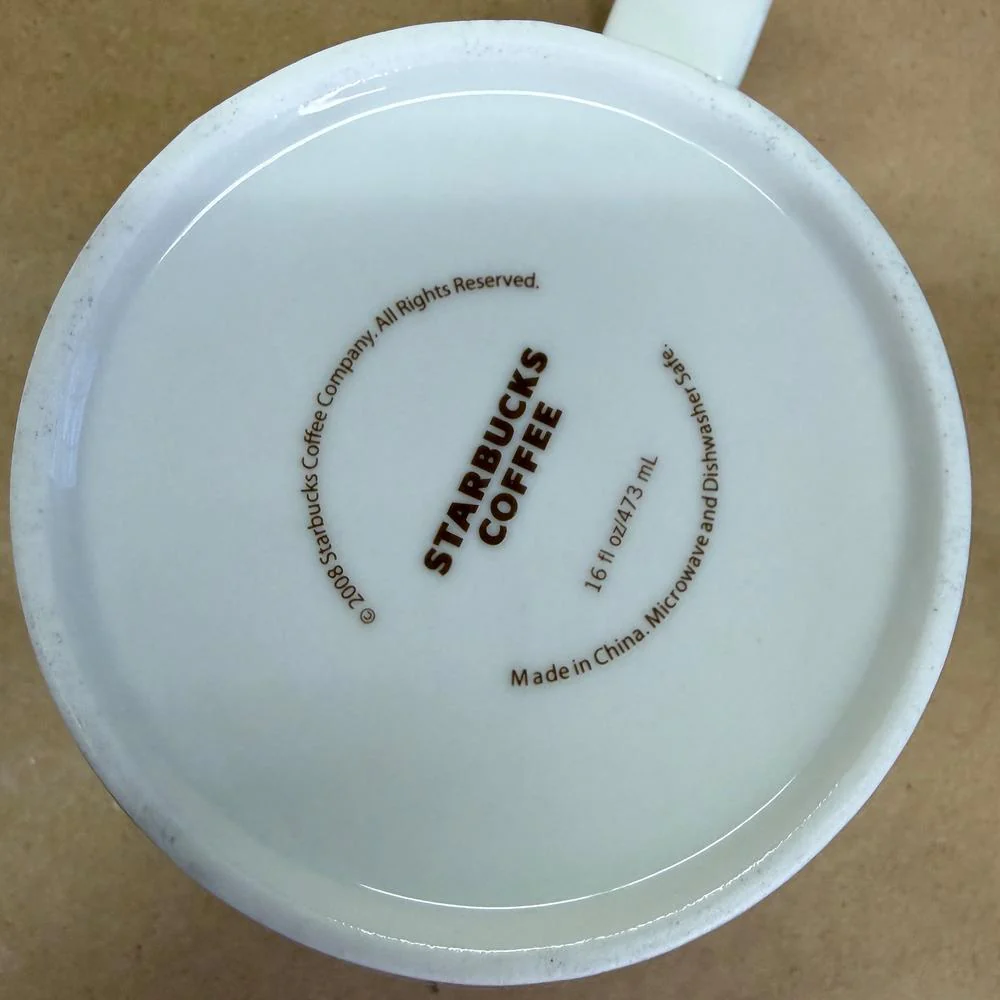 © 2008 Starbucks Coffee Company. All Rights Reserved.
STARBUCKS
COFFEE
16 fl oz/473 mL
Made in China. Microwave and Dishwasher Safe.